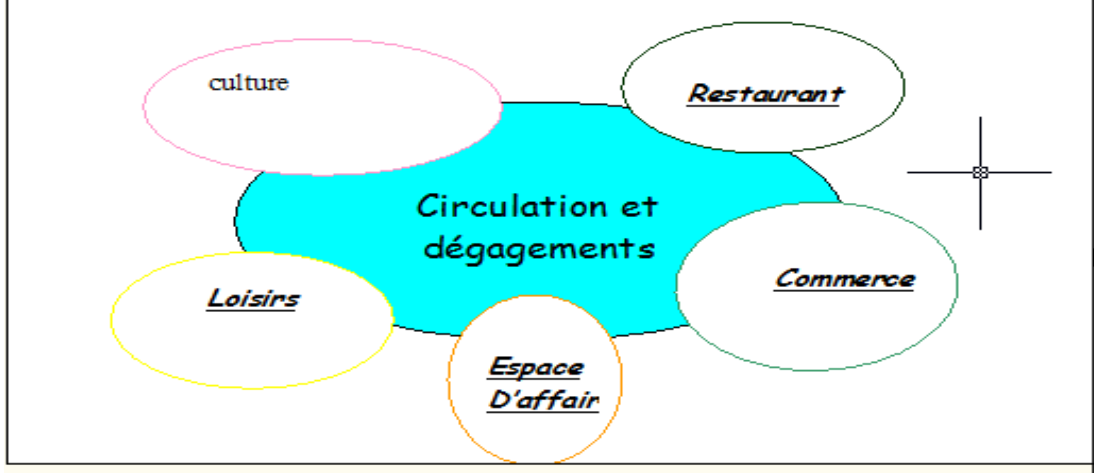 culture
Restaurant
Circulation et
dégagements
Commerce
Loisirs
Espace
D'affair